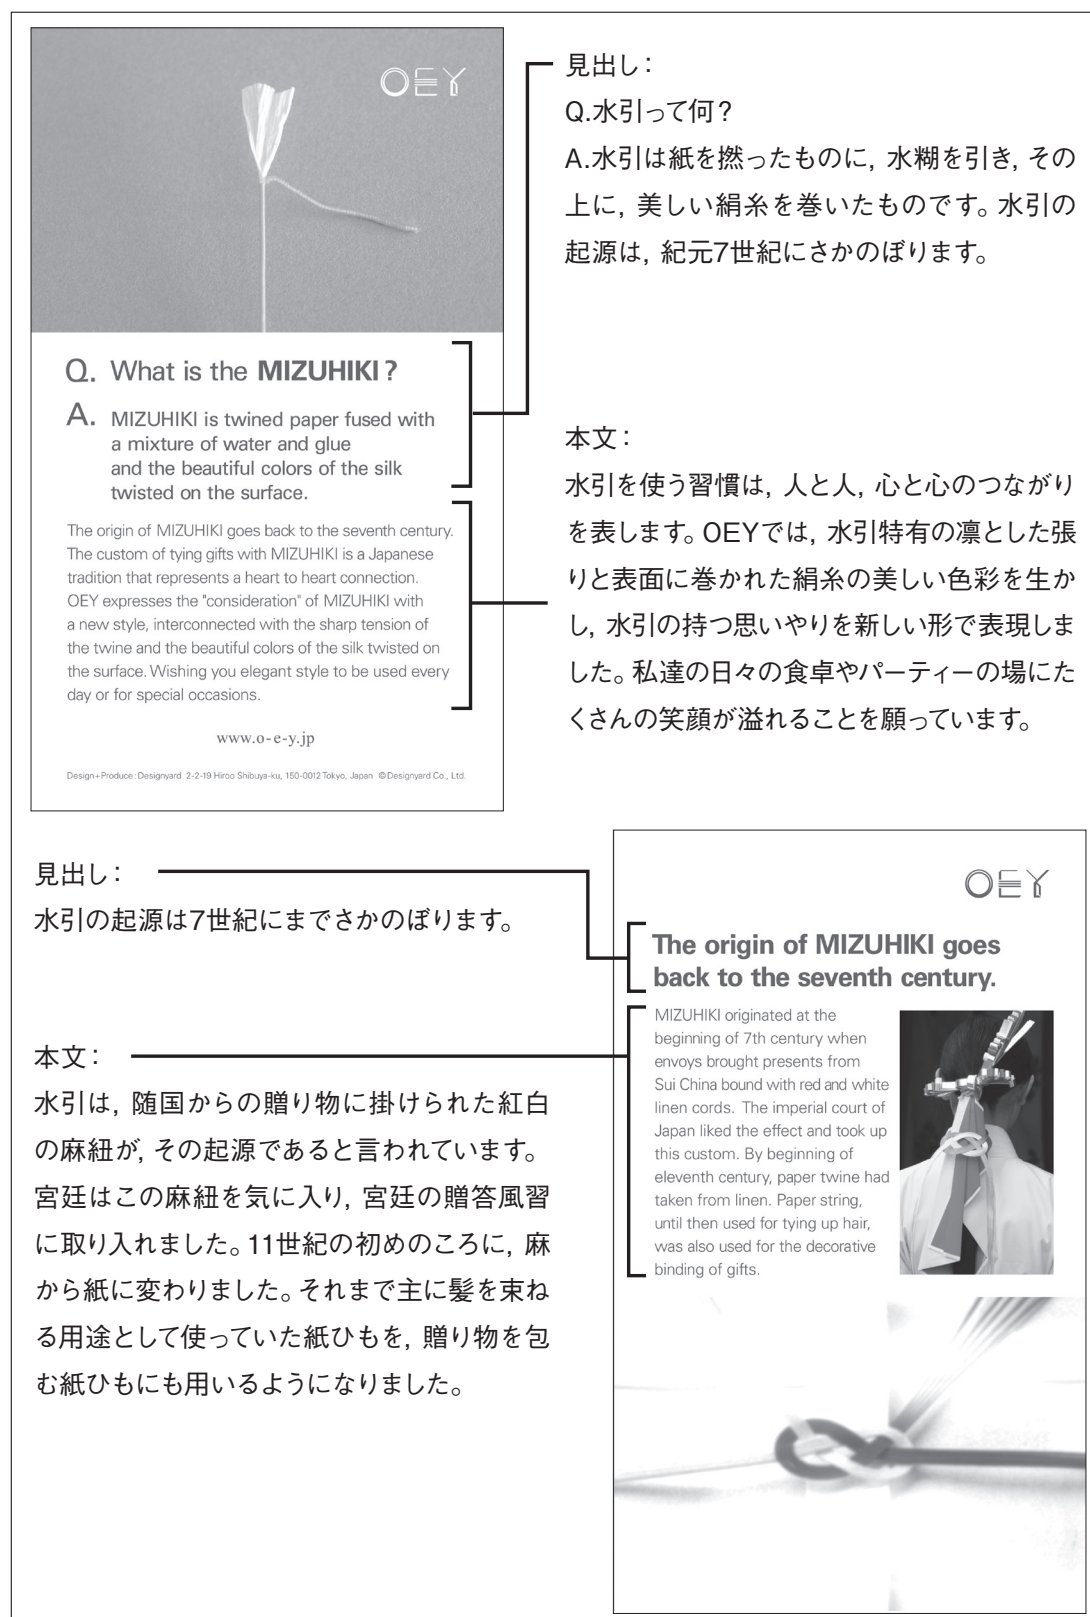 OEY
Q. What is the MIZUHIKI?
A. MIZUHIKI is twined paper fused with
a mixture of water and glue
and the beautiful colors of the silk
twisted on the surface.
The origin of MIZUHIKI goes back to the seventh century.
The custom of tying gifts with MIZUHIKI is a Japanese
tradition that represents a heart to heart connection.
OEY expresses the "consideration" of MIZUHIKI with
a new style, interconnected with the sharp tension of
the twine and the beautiful colors of the silk twisted on
the surface. Wishing you elegant style to be used every
day or for special occasions.
www.o-e-y.jp
Design+Produce:Designyard 2-2-19 Hiroo Shibuya-ku, 150-0012 Tokyo, Japan ©Designyard Co., Ltd.
見出し:
Q.水引って何?
A.水引は紙を撚ったものに, 水糊を引き, その
上に, 美しい絹糸を巻いたものです。水引の
起源は, 紀元7世紀にさかのぼります。
本文:
水引を使う習慣は, 人と人, 心と心のつながり
を表します。OEYでは, 水引特有の凛とした張
りと表面に巻かれた絹糸の美しい色彩を生か
し, 水引の持つ思いやりを新しい形で表現しま
した。私達の日々の食卓やパーティーの場にた
くさんの笑顔が溢れることを願っています。
見出し:
水引の起源は7世紀にまでさかのぼります。
本文:
水引は, 随国からの贈り物に掛けられた紅白
の麻紐が, その起源であると言われています。
宮廷はこの麻紐を気に入り, 宮廷の贈答風習
に取り入れました。11世紀の初めのころに, 麻
から紙に変わりました。それまで主に髪を束ね
る用途として使っていた紙ひもを, 贈り物を包
む紙ひもにも用いるようになりました。
OEY
The origin of MIZUHIKI goes
back to the seventh century.
MIZUHIKI originated at the
beginning of 7th century when
envoys brought presents from
Sui China bound with red and white
linen cords. The imperial court of
Japan liked the effect and took up
this custom. By beginning of
eleventh century, paper twine had
taken from linen. Paper string,
until then used for tying up hair,
was also used for the decorative
binding of gifts.